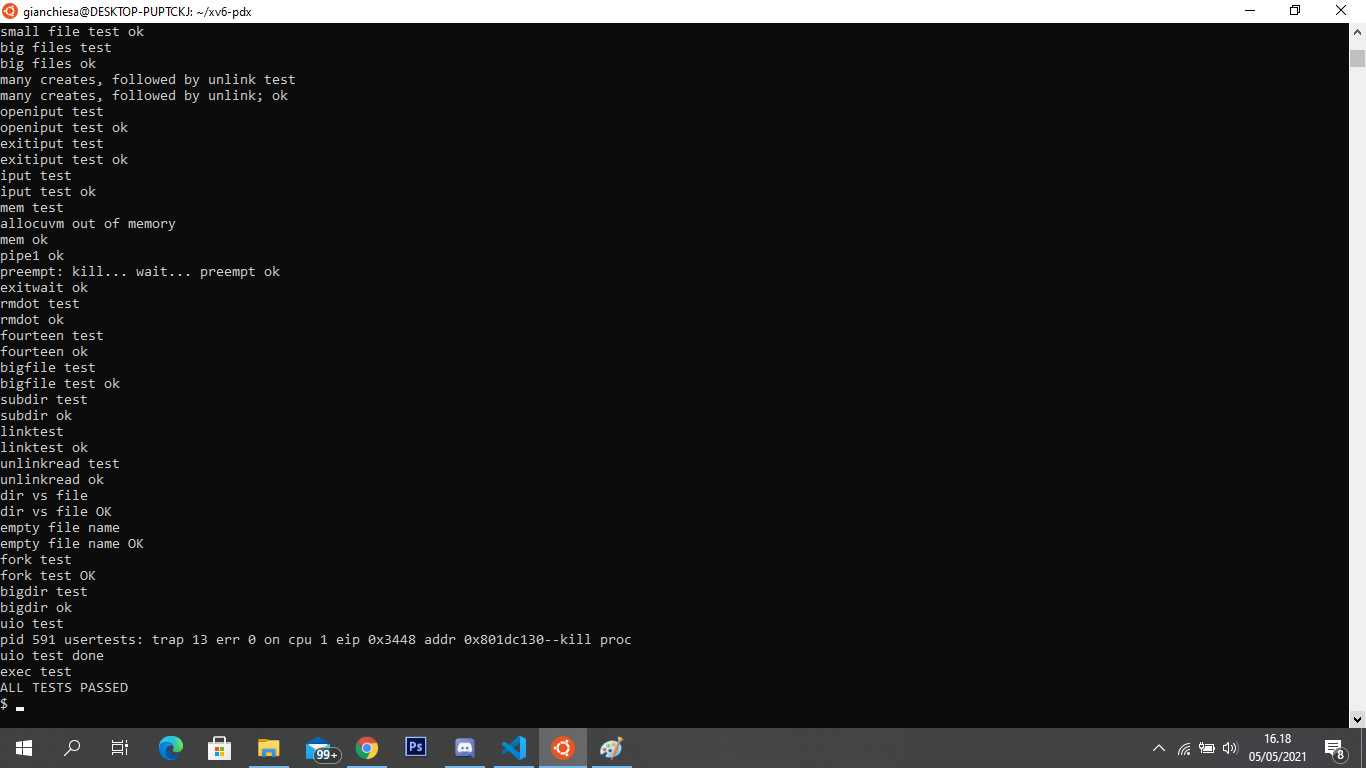 gianchiesa@DESKTOP-PUPTCKJ: ~/xv6-pdx
small file test ok
big files test
big files ok
many creates, followed by unlink test
many creates, followed by unlink; ok
openiput test
openiput test ok
exitiput test
exitiput test ok
iput test
iput test ok
mem test
allocuvm out of memory
mem ok
pipe1 ok
preempt: kill... wait... preempt ok
exitwait ok
rmdot test
rmdot ok
fourteen test
fourteen ok
bigfile test
bigfile test ok
subdir test
subdir ok
linktest
linktest ok
unlinkread test
unlinkread ok
dir vs file
dir vs file OK
empty file name
empty file name OK
fork test
fork test OK
bigdir test
bigdir ok
uio test
pid 591 usertests: trap 13 err 0 on cpu 1 eip 0x3448 addr 0x801dc130--kill proc
uio test done
exec test
ALL TESTS PASSED
$
99+
Ps
16.18
05/05/2021
8